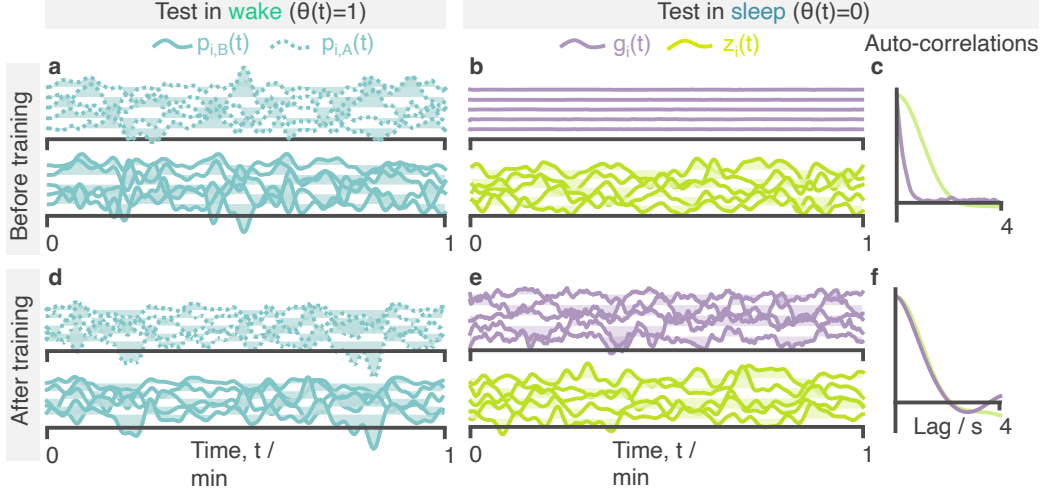 Test in wake (θ(t)=1)
Test in sleep (θ(t)=0)
p_{i,B}(t) p_{i,A}(t)
g_i(t) z_i(t)
Auto-correlations
Before training
a
b
c
0 1
0 1
4
After training
d
e
f
0 Time, t / min 1
0 Time, t / min 1
Lag / s 4